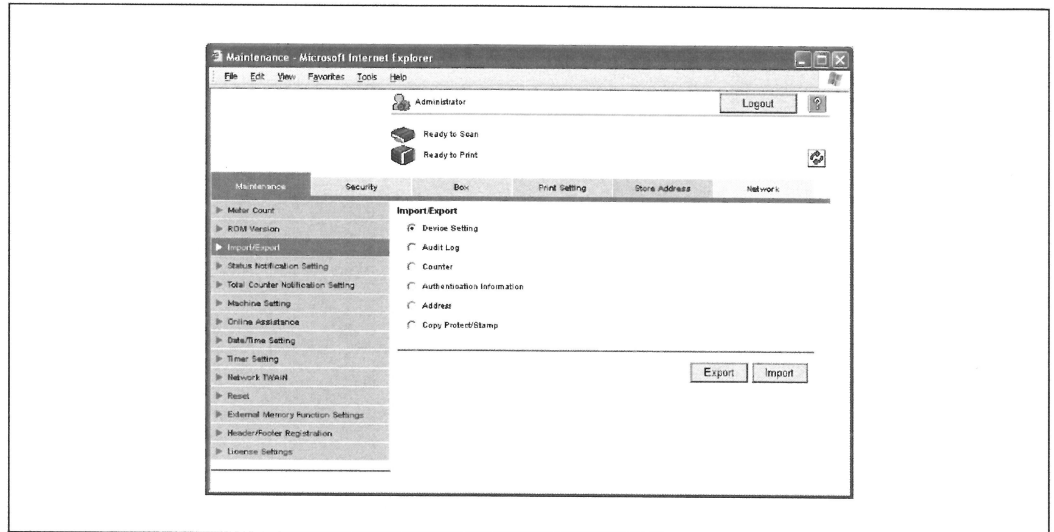 Maintenance - Microsoft Internet Explorer
File Edit View Favorites Tools Help
Administrator
Logout
?
Ready to Scan
Ready to Print
Maintenance Security Box Print Setting Store Address Network
Meter Count
ROM Version
Import/Export
Status Notification Setting
Total Counter Notification Setting
Machine Setting
Online Assistance
Date/Time Setting
Timer Setting
Network TWAIN
Reset
External Memory Function Settings
Header/Footer Registration
License Settings
Import/Export
Device Setting
Audit Log
Counter
Authentication Information
Address
Copy Protect/Stamp
Export Import